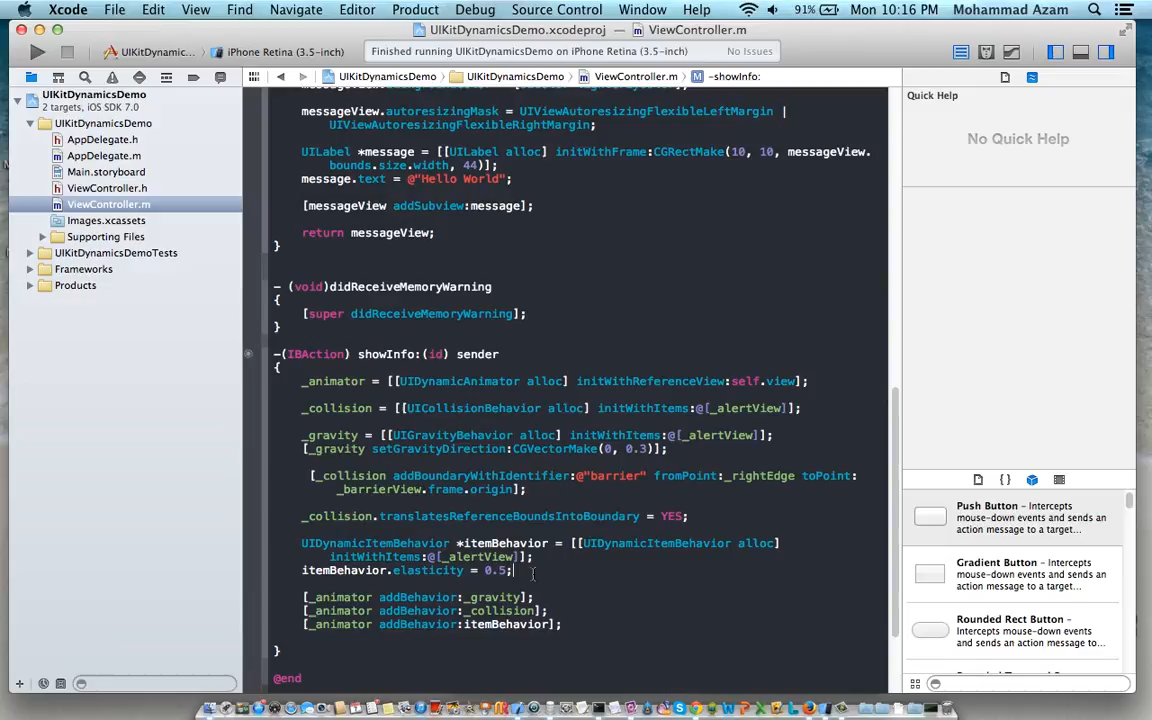 Xcode File Edit View Find Navigate Editor Product Debug Source Control Window Help 91% Mon 10:16 PM Mohammad Azam
UIKitDynamicsDemo.xcodeproj — ViewController.m
UIKitDynamic... iPhone Retina (3.5-inch) Finished running UIKitDynamicsDemo on iPhone Retina (3.5-inch) No Issues
UIKitDynamicsDemo UIKitDynamicsDemo ViewController.m M -showInfo:
UIKitDynamicsDemo
2 targets, iOS SDK 7.0
UIKitDynamicsDemo
h AppDelegate.h
m AppDelegate.m
Main.storyboard
h ViewController.h
m ViewController.m
Images.xcassets
Supporting Files
UIKitDynamicsDemoTests
Frameworks
Products
messageView.autoresizingMask = UIViewAutoresizingFlexibleLeftMargin |
UIViewAutoresizingFlexibleRightMargin;
UILabel *message = [[UILabel alloc] initWithFrame:CGRectMake(10, 10, messageView.
bounds.size.width, 44)];
message.text = @"Hello World";
[messageView addSubview:message];
return messageView;
}
- (void)didReceiveMemoryWarning
{
[super didReceiveMemoryWarning];
}
-(IBAction) showInfo:(id) sender
{
_animator = [[UIDynamicAnimator alloc] initWithReferenceView:self.view];
_collision = [[UICollisionBehavior alloc] initWithItems:@[_alertView]];
_gravity = [[UIGravityBehavior alloc] initWithItems:@[_alertView]];
[_gravity setGravityDirection:CGVectorMake(0, 0.3)];
[_collision addBoundaryWithIdentifier:@"barrier" fromPoint:_rightEdge toPoint:
_barrierView.frame.origin];
_collision.translatesReferenceBoundsIntoBoundary = YES;
UIDynamicItemBehavior *itemBehavior = [[UIDynamicItemBehavior alloc]
initWithItems:@[_alertView]];
itemBehavior.elasticity = 0.5;
[_animator addBehavior:_gravity];
[_animator addBehavior:_collision];
[_animator addBehavior:itemBehavior];
}
@end
Quick Help
No Quick Help
Push Button - Intercepts
mouse-down events and sends an
action message to a target...
Gradient Button - Intercepts
mouse-down events and sends an
action message to a target...
Rounded Rect Button -
Intercepts mouse-down events and
sends an action message to...